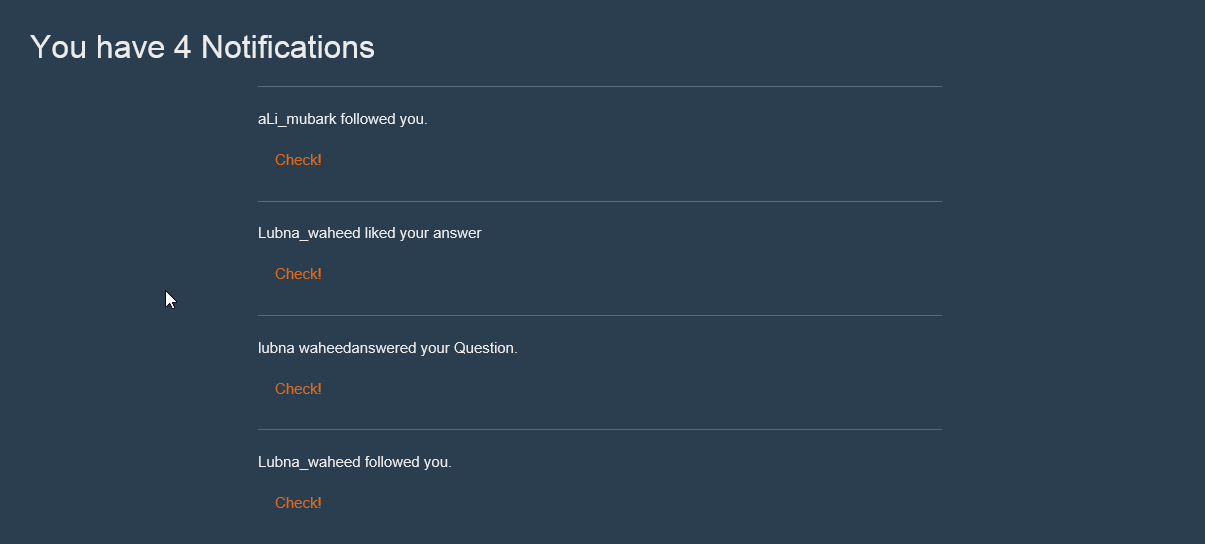 You have 4 Notifications
aLi_mubark followed you.
Check!
Lubna_waheed liked your answer
Check!
lubna waheedanswered your Question.
Check!
Lubna_waheed followed you.
Check!